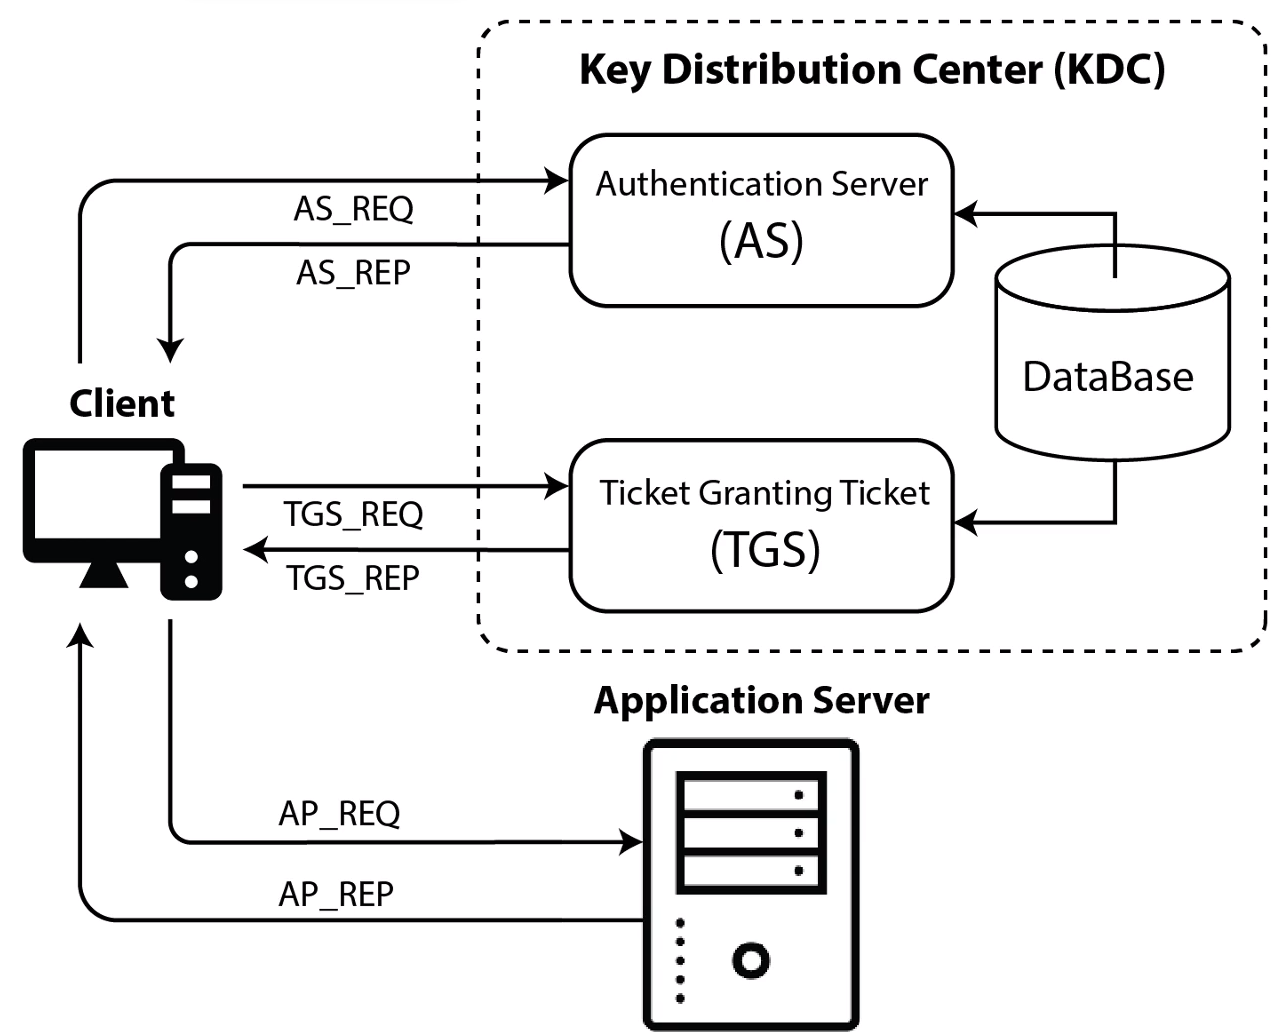 Key Distribution Center (KDC)
Authentication Server
(AS)
AS_REQ
AS_REP
DataBase
Client
Ticket Granting Ticket
(TGS)
TGS_REQ
TGS_REP
Application Server
AP_REQ
AP_REP